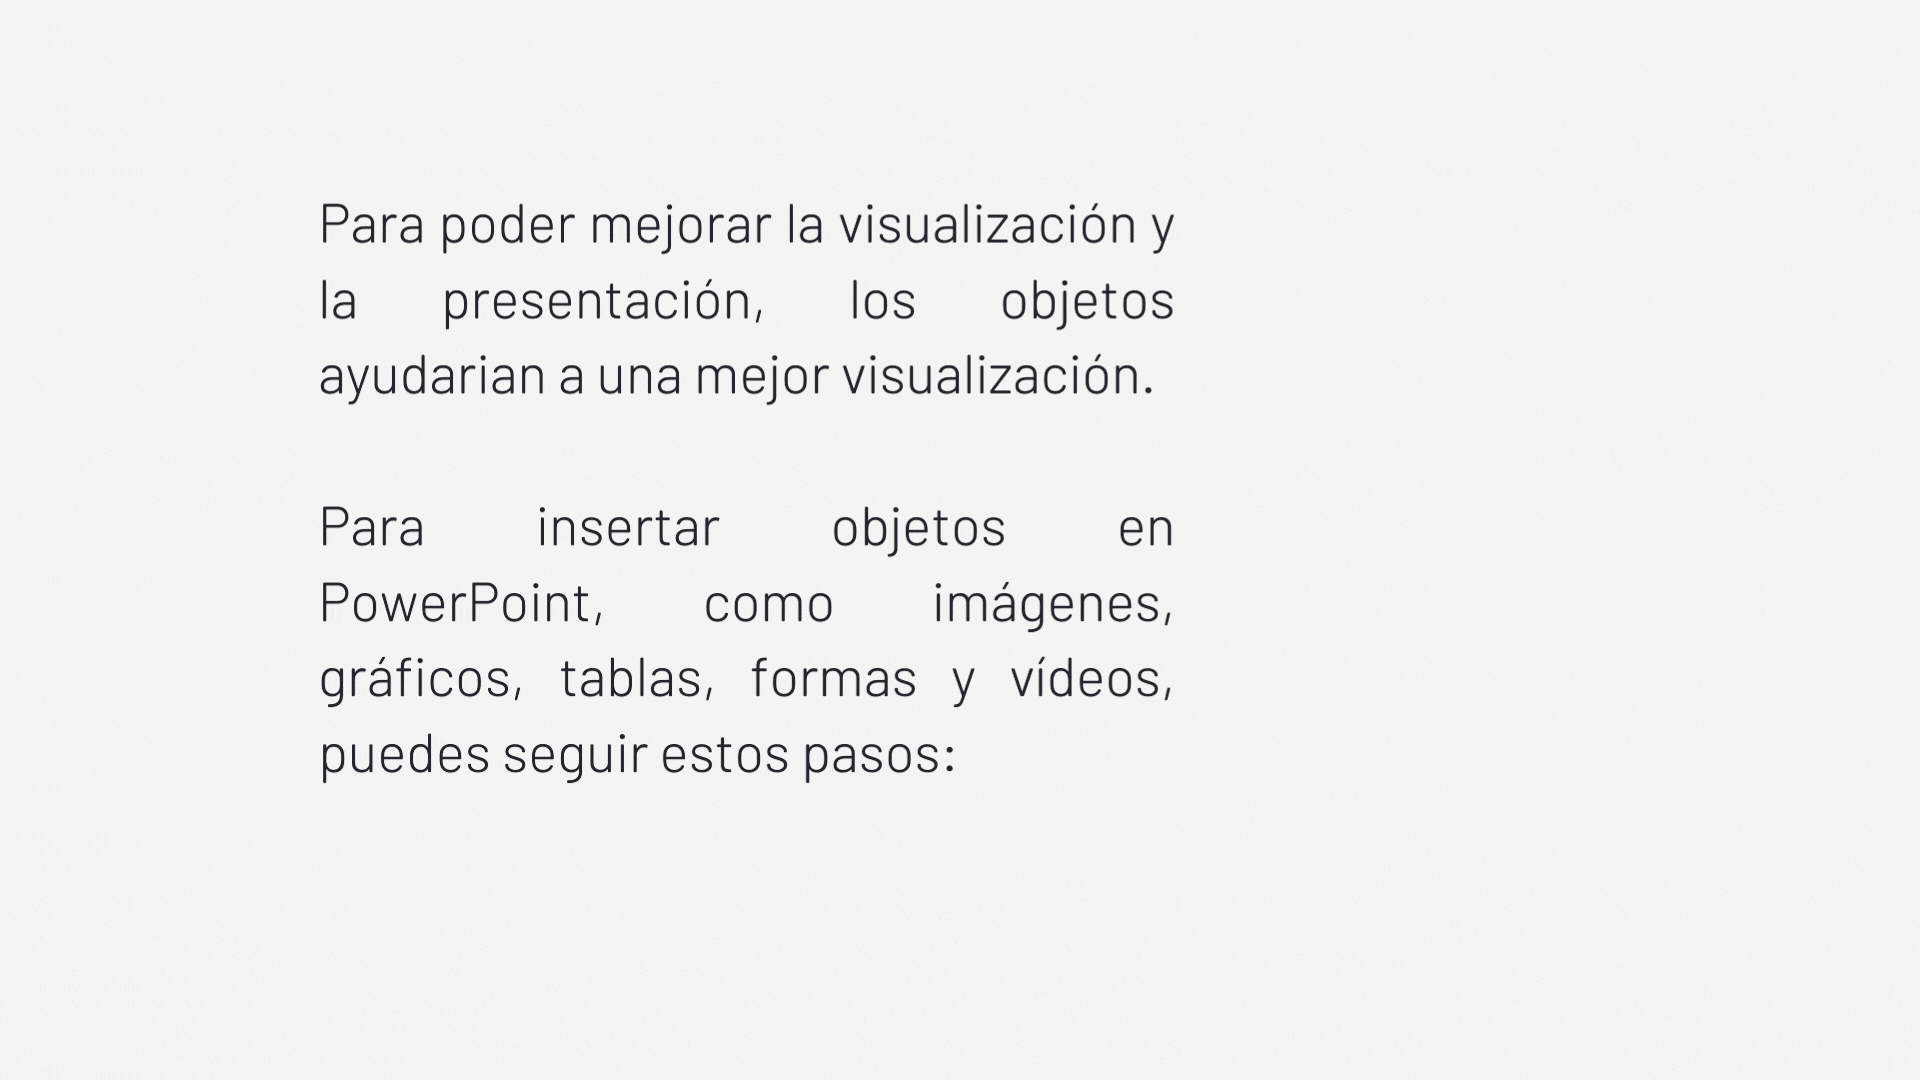 Para poder mejorar la visualización y
la presentación, los objetos
ayudarian a una mejor visualización.
Para insertar objetos en
PowerPoint, como imágenes,
gráficos, tablas, formas y vídeos,
puedes seguir estos pasos: